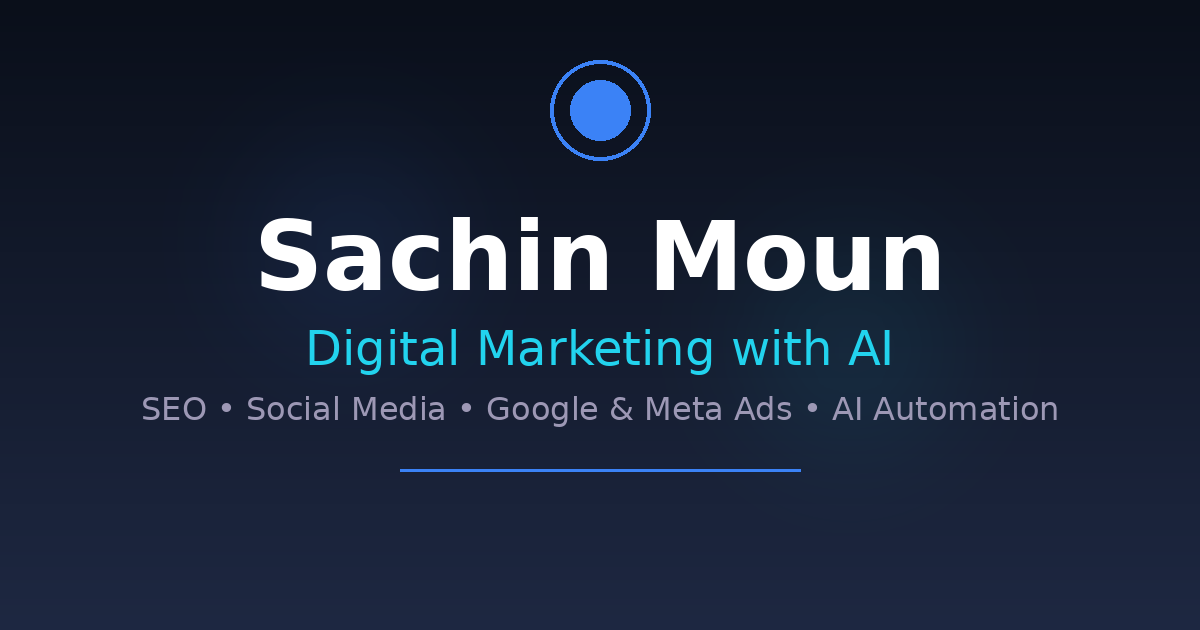 Sachin Moun
Digital Marketing with AI
SEO • Social Media • Google & Meta Ads • AI Automation